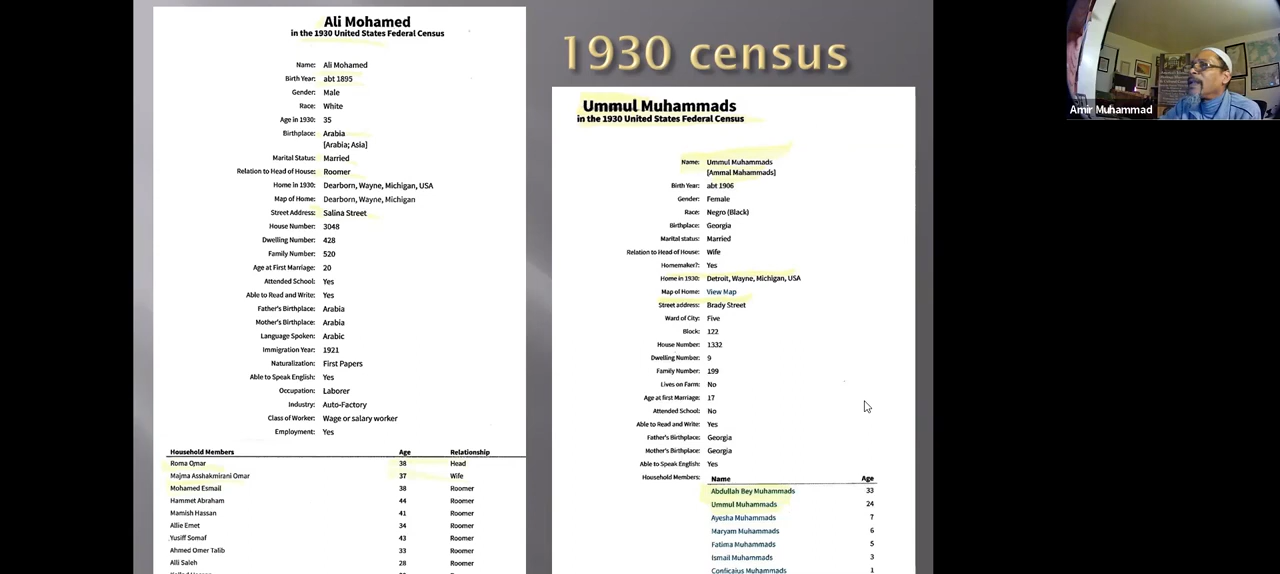 Ali Mohamed
in the 1930 United States Federal Census
Name: Ali Mohamed
Birth Year: abt 1895
Gender: Male
Race: White
Age in 1930: 35
Birthplace: Arabia
[Arabia; Asia]
Marital Status: Married
Relation to Head of House: Roomer
Home in 1930: Dearborn, Wayne, Michigan, USA
Map of Home: Dearborn, Wayne, Michigan
Street Address: Salina Street
House Number: 3048
Dwelling Number: 428
Family Number: 520
Age at First Marriage: 20
Attended School: Yes
Able to Read and Write: Yes
Father's Birthplace: Arabia
Mother's Birthplace: Arabia
Language Spoken: Arabic
Immigration Year: 1921
Naturalization: First Papers
Able to Speak English: Yes
Occupation: Laborer
Industry: Auto-Factory
Class of Worker: Wage or salary worker
Employment: Yes
Household Members Age Relationship
Roma Omar 38 Head
Majma Asshakmirani Omar 37 Wife
Mohamed Esmail 38 Roomer
Hammet Abraham 44 Roomer
Mamish Hassan 41 Roomer
Allie Emet 34 Roomer
Yusiff Somaf 43 Roomer
Ahmed Omer Talib 33 Roomer
Alli Saleh 28 Roomer
1930 census
Ummul Muhammads
in the 1930 United States Federal Census
Name: Ummul Muhammads
[Ammal Mahammads]
Birth Year: abt 1906
Gender: Female
Race: Negro (Black)
Birthplace: Georgia
Marital status: Married
Relation to Head of House: Wife
Homemaker?: Yes
Home in 1930: Detroit, Wayne, Michigan, USA
Map of Home: View Map
Street address: Brady Street
Ward of City: Five
Block: 122
House Number: 1332
Dwelling Number: 9
Family Number: 199
Lives on Farm: No
Age at first Marriage: 17
Attended School: No
Able to Read and Write: Yes
Father's Birthplace: Georgia
Mother's Birthplace: Georgia
Able to Speak English: Yes
Household Members: Name Age
Abdullah Bey Muhammads 33
Ummul Muhammads 24
Ayesha Muhammads 7
Maryam Muhammads 6
Fatima Muhammads 5
Ismail Muhammads 3
Conficaius Muhammads 1
Amir Muhammad